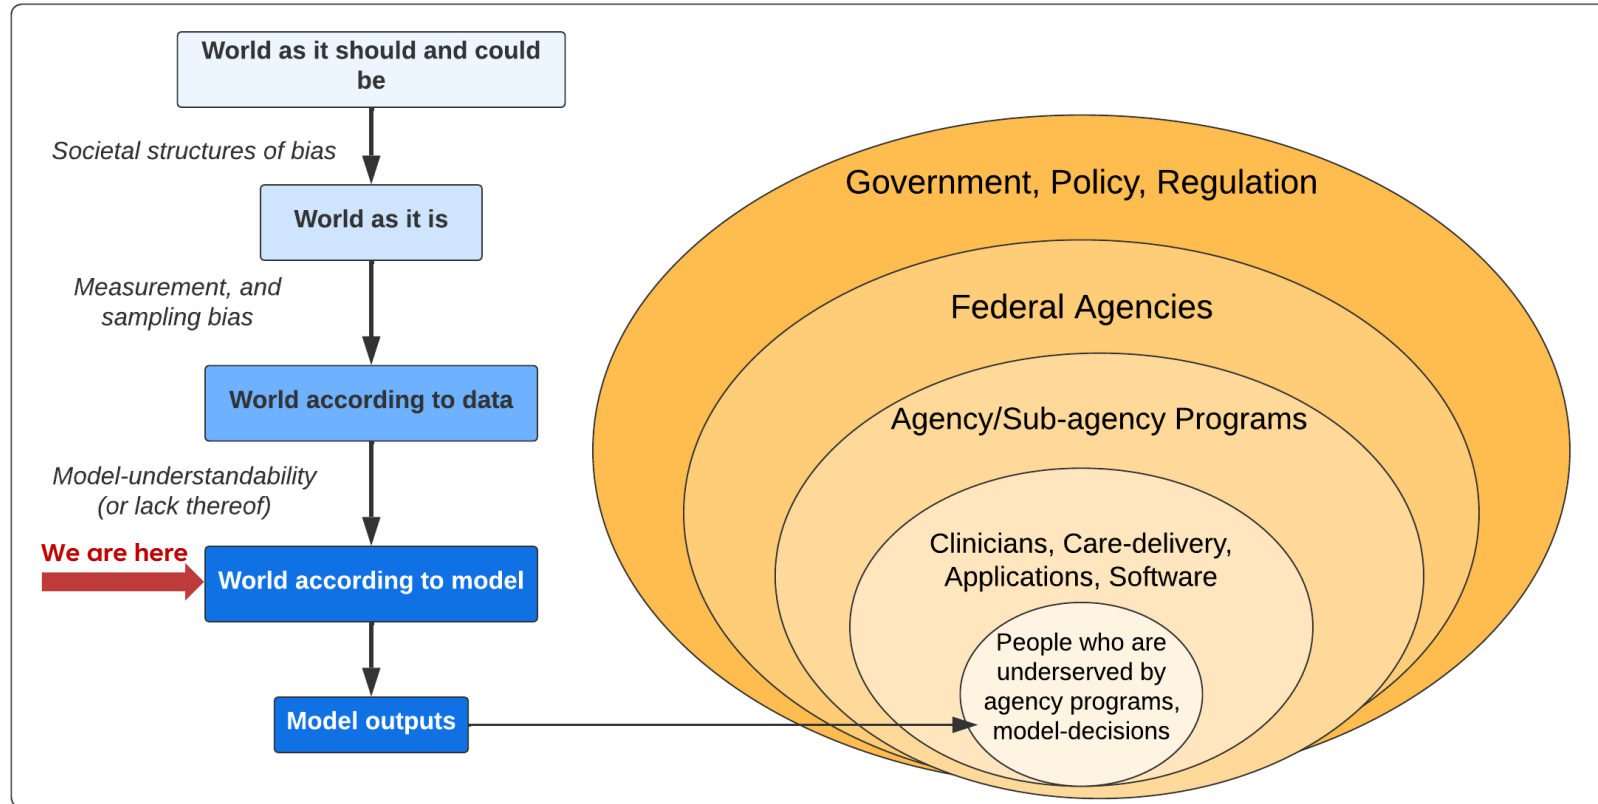 World as it should and could
be
Societal structures of bias
World as it is
Measurement, and
sampling bias
World according to data
Model-understandability
(or lack thereof)
We are here
World according to model
Model outputs
Government, Policy, Regulation
Federal Agencies
Agency/Sub-agency Programs
Clinicians, Care-delivery,
Applications, Software
People who are
underserved by
agency programs,
model-decisions